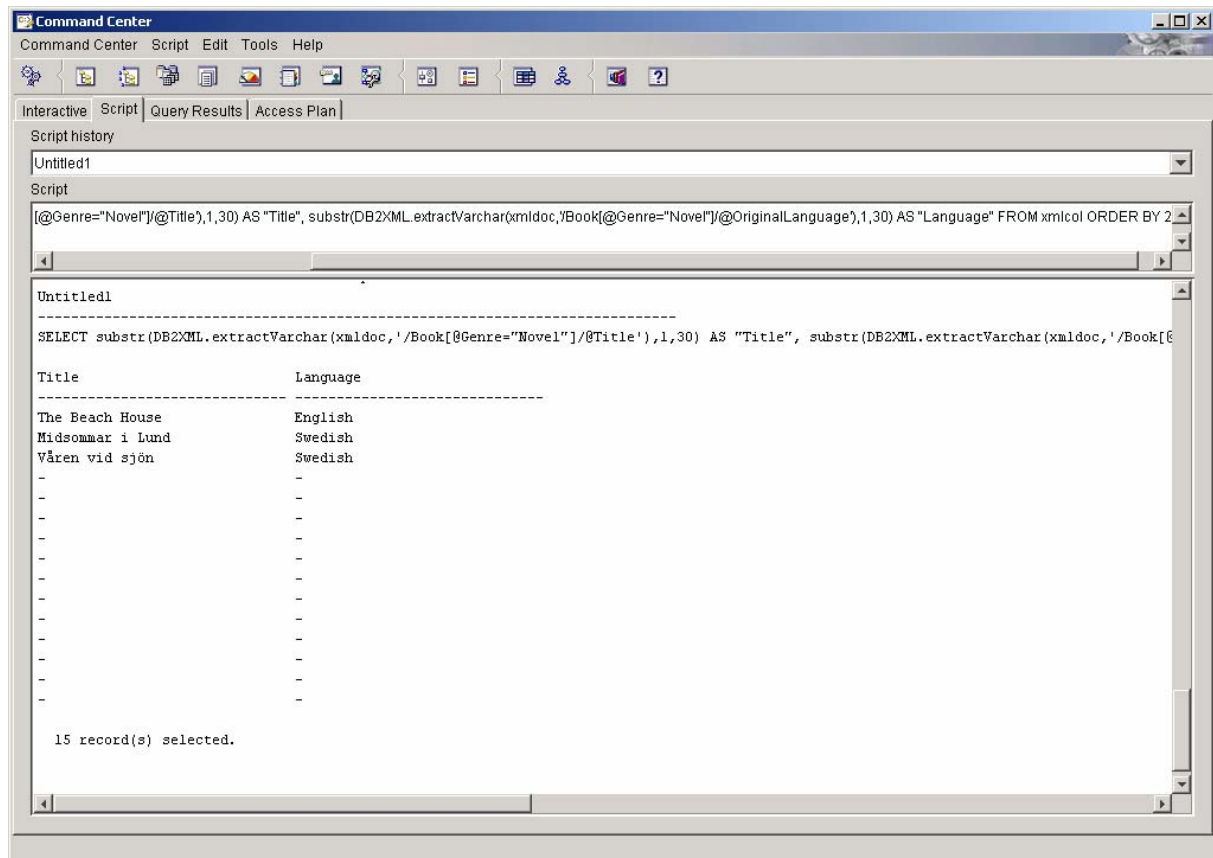 Command Center
Command Center Script Edit Tools Help
Interactive Script Query Results Access Plan
Script history
Untitled1
Script
[@Genre="Novel"]/@Title'),1,30) AS "Title", substr(DB2XML.extractVarchar(xmldoc,'/Book[@Genre="Novel"]/@OriginalLanguage'),1,30) AS "Language" FROM xmlcol ORDER BY 2
Untitled1
------------------------------------------------------------------------------
SELECT substr(DB2XML.extractVarchar(xmldoc,'/Book[@Genre="Novel"]/@Title'),1,30) AS "Title", substr(DB2XML.extractVarchar(xmldoc,'/Book[@
Title Language
------------------------------ ------------------------------
The Beach House English
Midsommar i Lund Swedish
Våren vid sjön Swedish
- -
- -
- -
- -
- -
- -
- -
- -
- -
- -
- -
- -
15 record(s) selected.